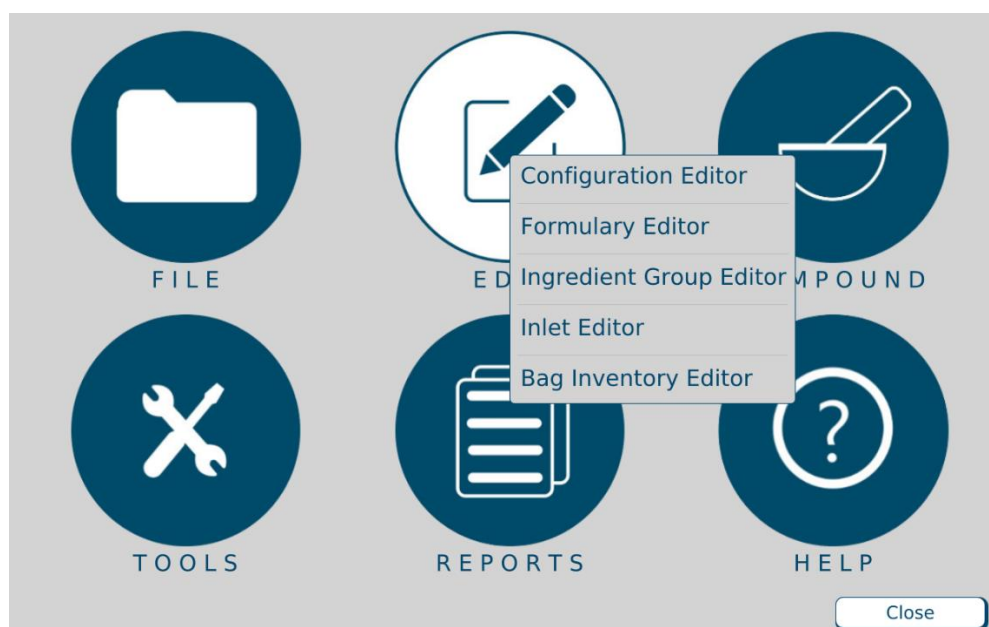 FILE
ED
MPOUND
Configuration Editor
Formulary Editor
Ingredient Group Editor
Inlet Editor
Bag Inventory Editor
?
TOOLS
REPORTS
HELP
Close